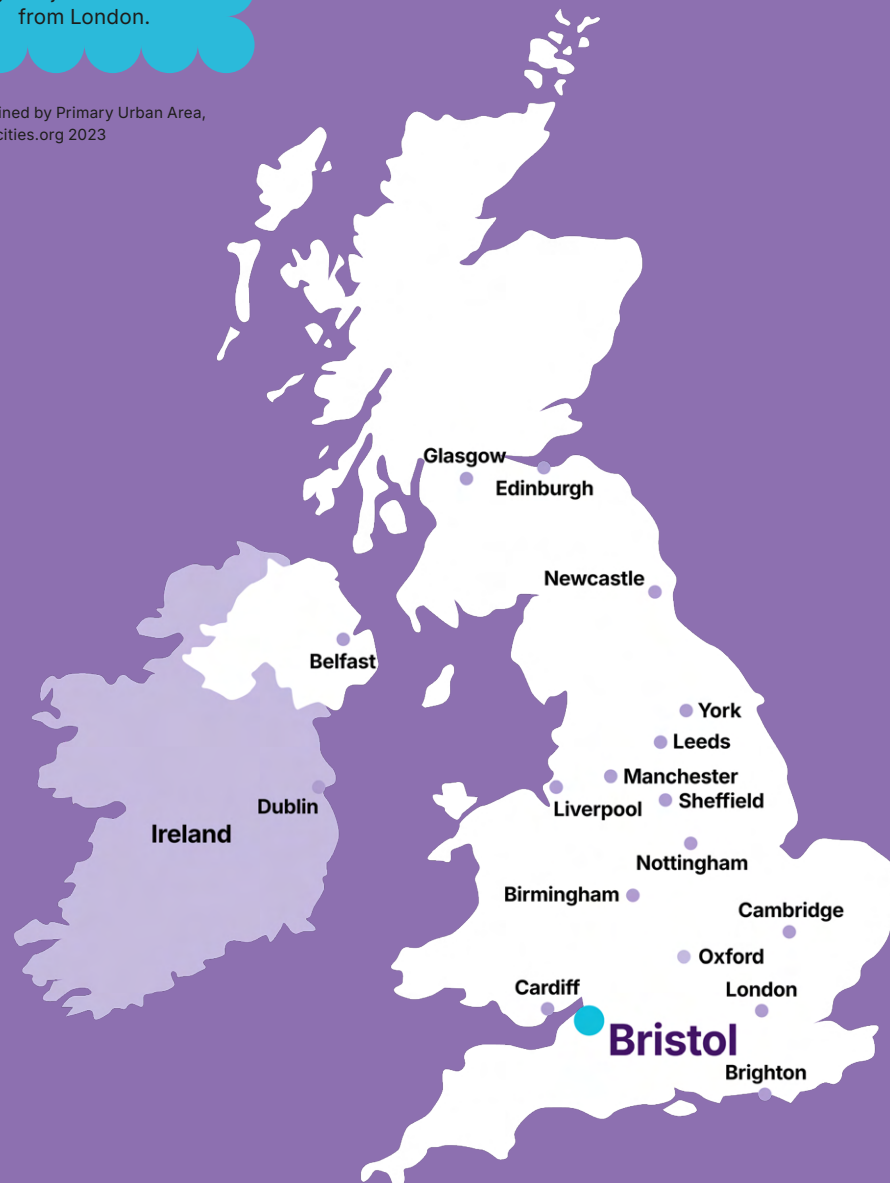 from London.
ined by Primary Urban Area,
cities.org 2023
Glasgow
Edinburgh
Newcastle
Belfast
York
Leeds
Manchester
Dublin
Liverpool
Sheffield
Ireland
Nottingham
Birmingham
Cambridge
Oxford
Cardiff
London
Bristol
Brighton